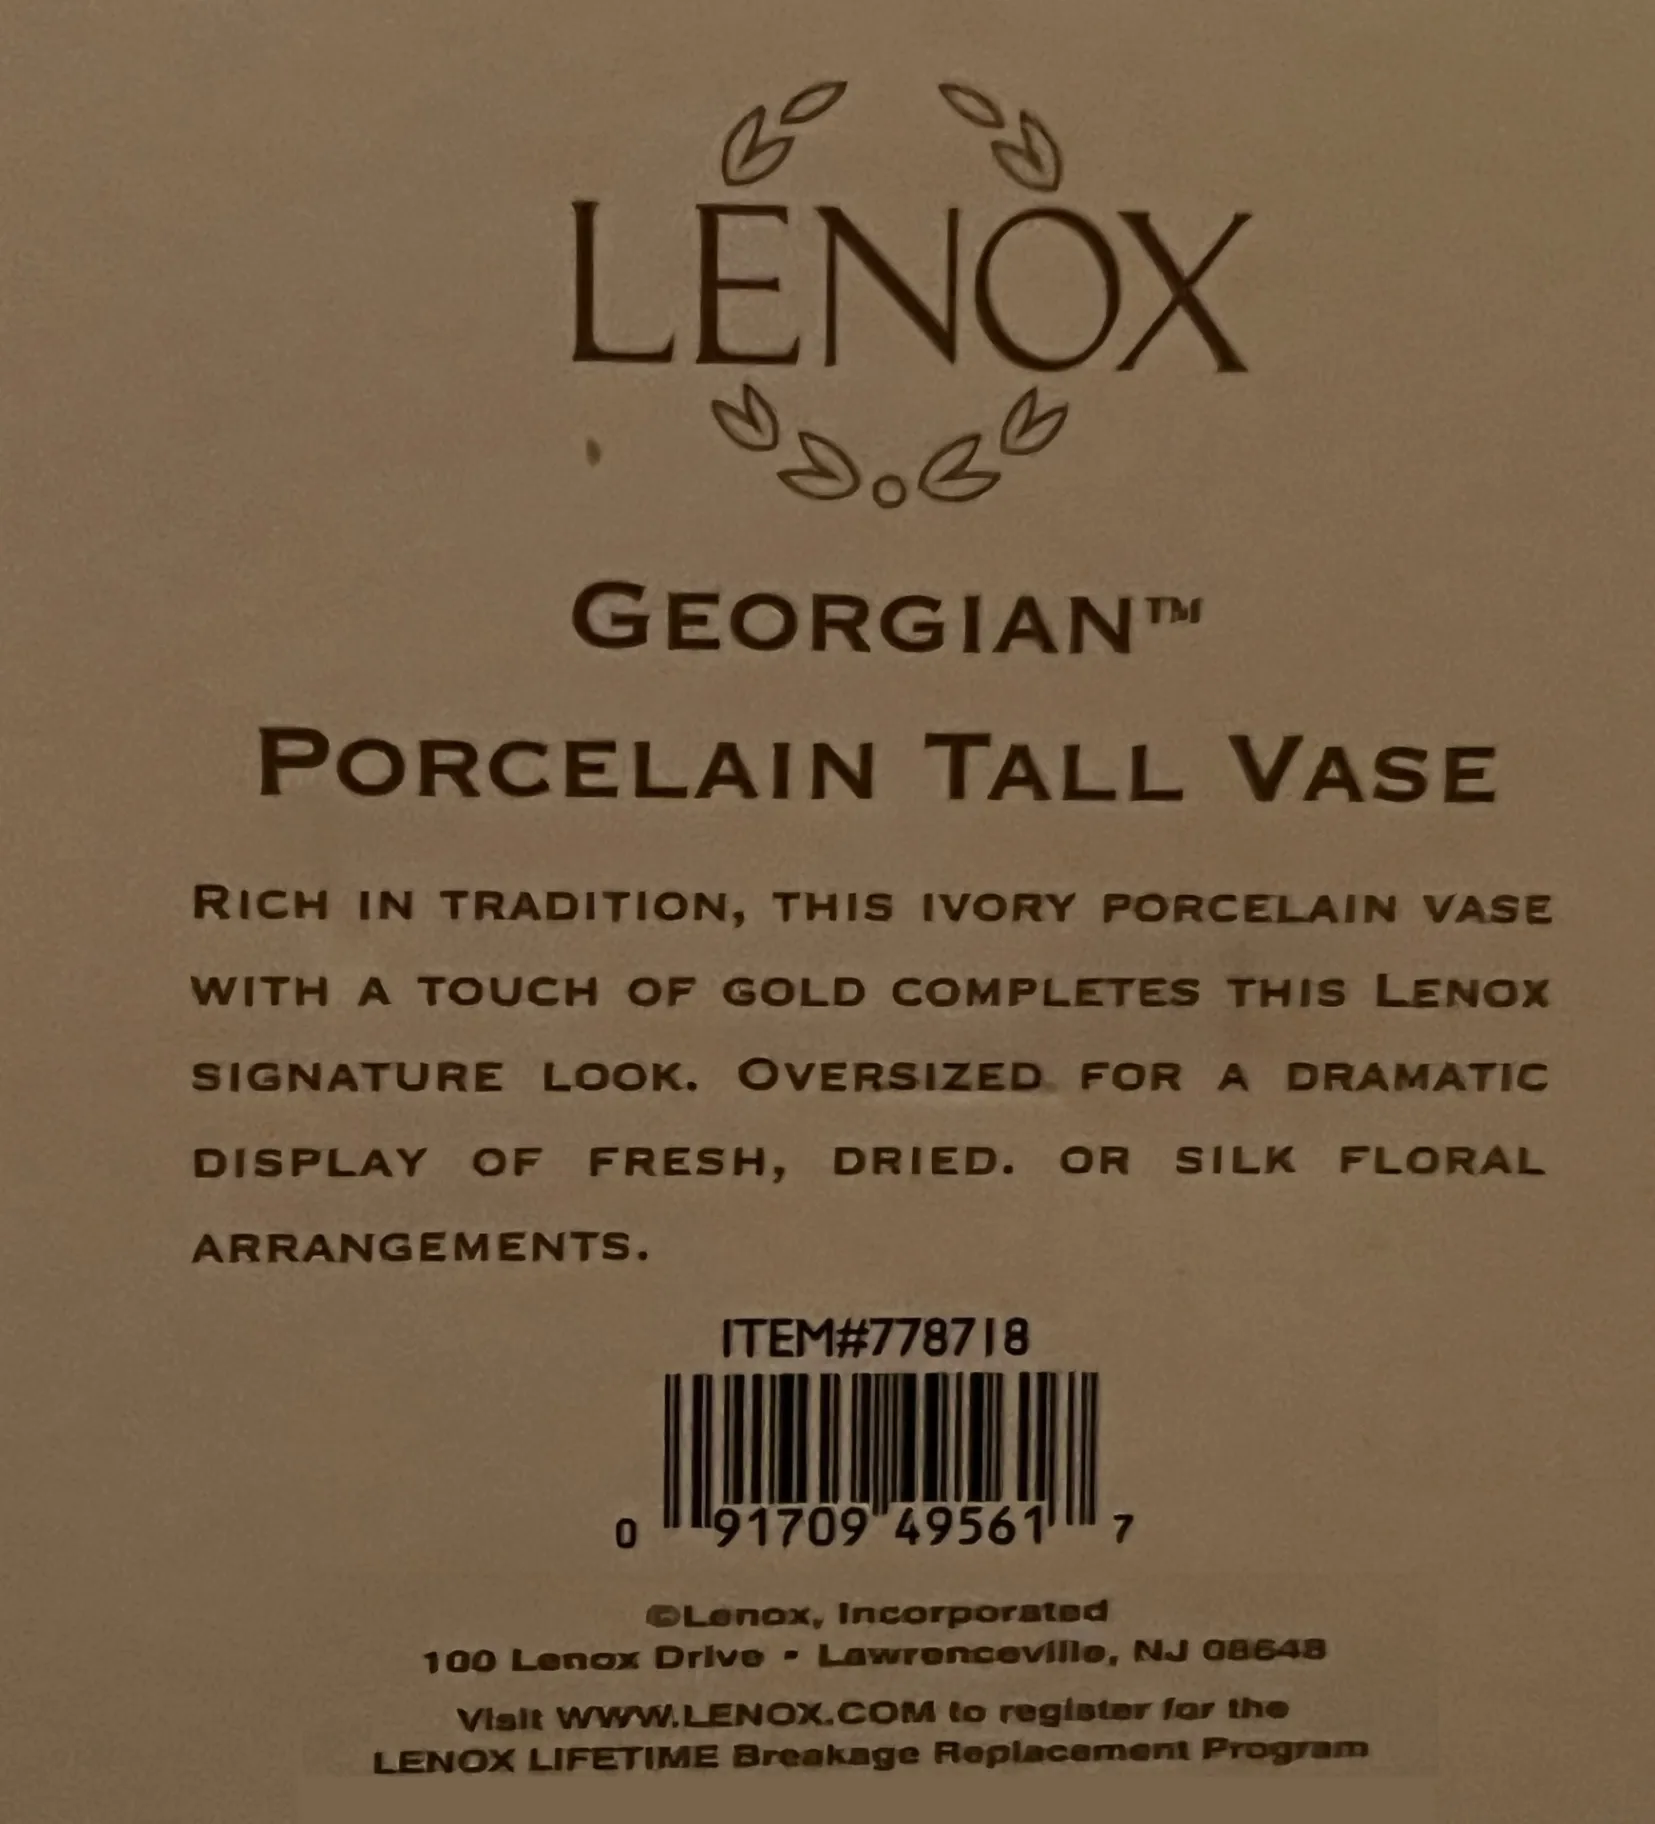 LENOX
GEORGIAN™
PORCELAIN TALL VASE
RICH IN TRADITION, THIS IVORY PORCELAIN VASE
WITH A TOUCH OF GOLD COMPLETES THIS LENOX
SIGNATURE LOOK. OVERSIZED FOR A DRAMATIC
DISPLAY OF FRESH, DRIED. OR SILK FLORAL
ARRANGEMENTS.
ITEM#778718
0 91709 49561 7
©Lenox, Incorporated
100 Lenox Drive • Lawrenceville, NJ 08648
Visit WWW.LENOX.COM to register for the
LENOX LIFETIME Breakage Replacement Program